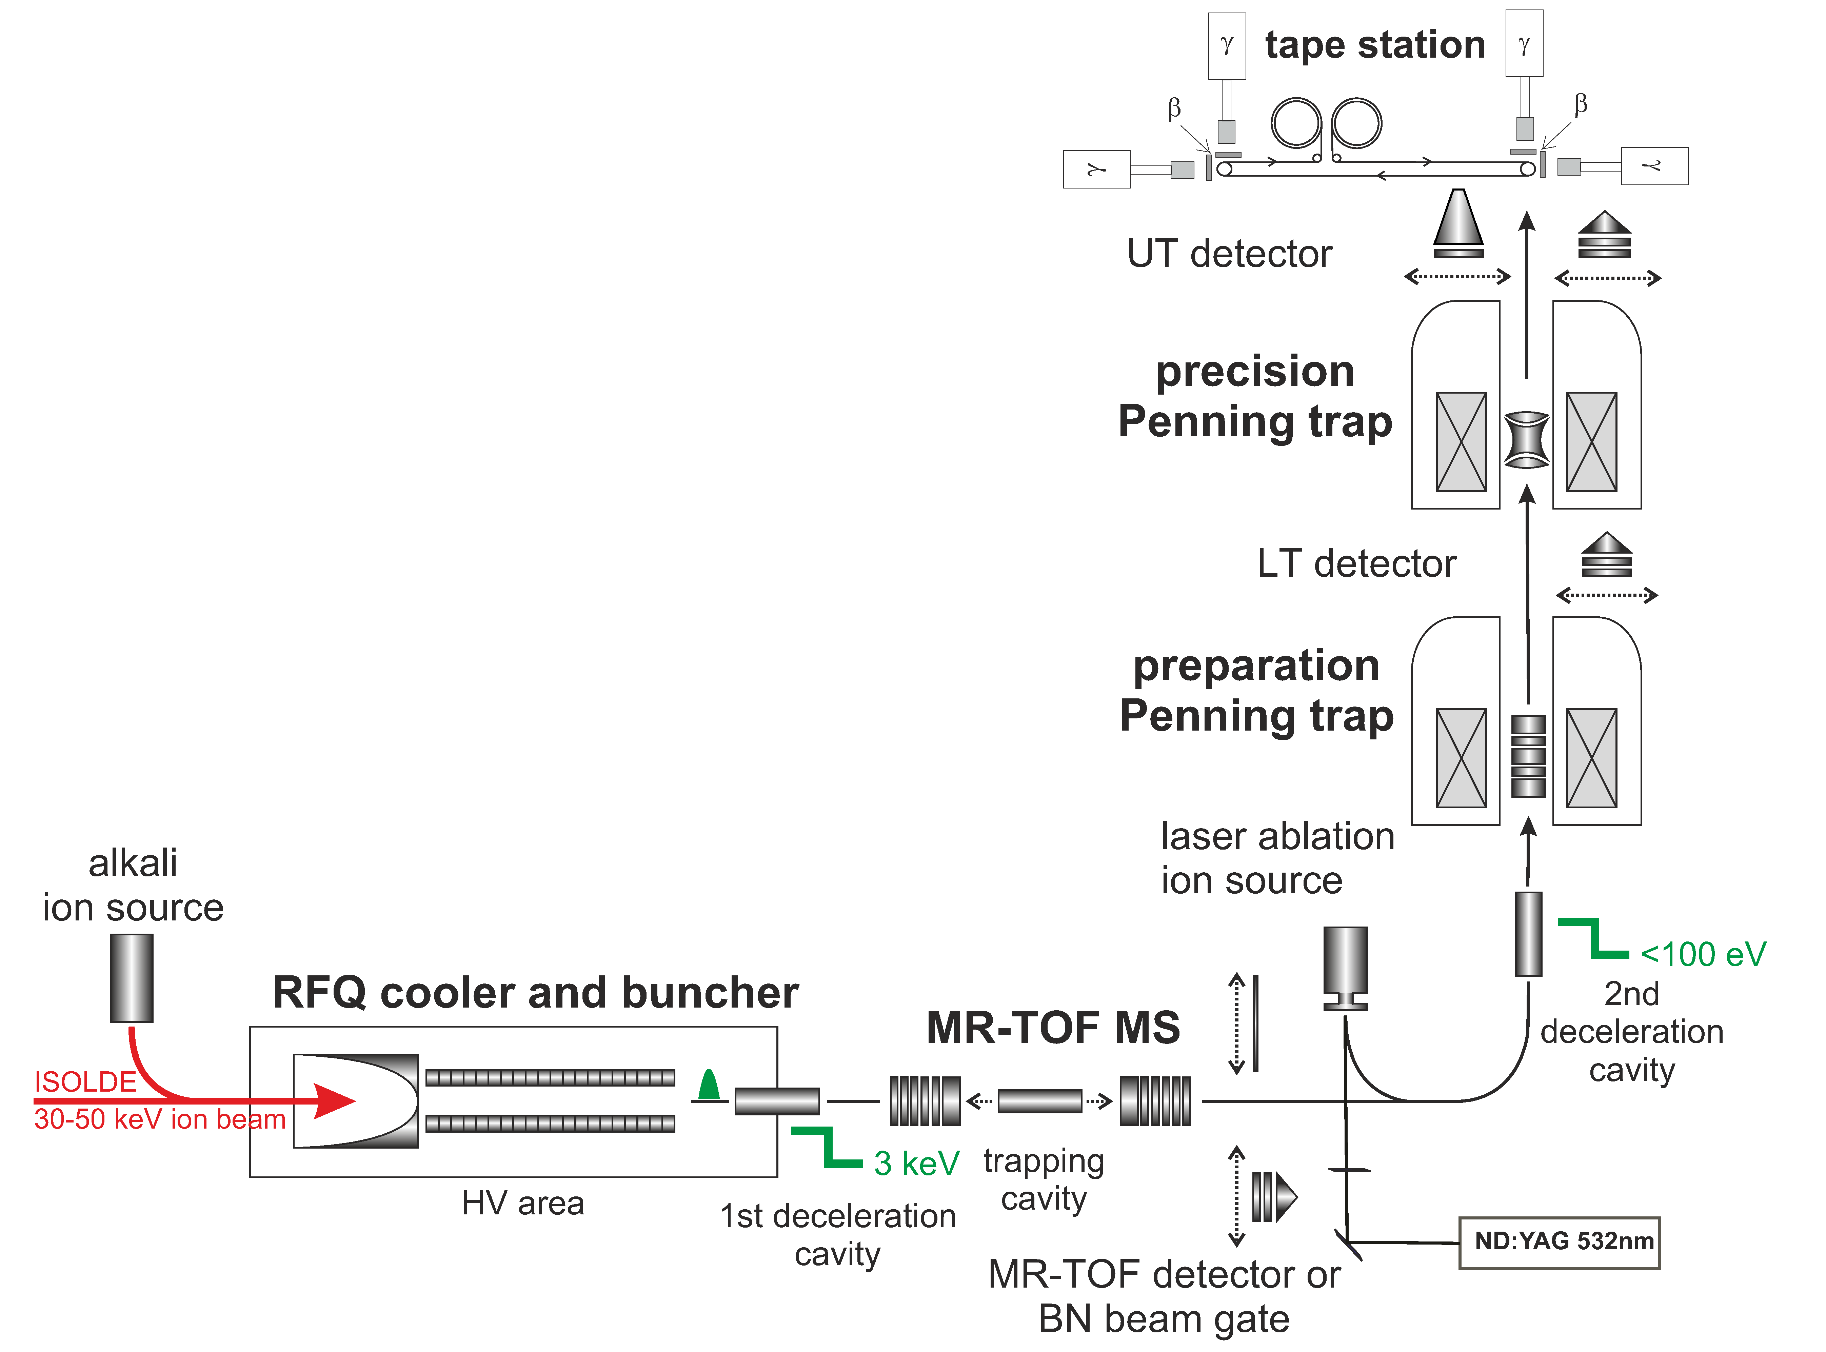 γ
tape station
γ
β
β
γ
γ
UT detector
precision
Penning trap
LT detector
preparation
Penning trap
laser ablation
ion source
alkali
ion source
<100 eV
2nd
deceleration
cavity
RFQ cooler and buncher
MR-TOF MS
ISOLDE
30-50 keV ion beam
3 keV
trapping
cavity
HV area
1st deceleration
cavity
ND:YAG 532nm
MR-TOF detector or
BN beam gate